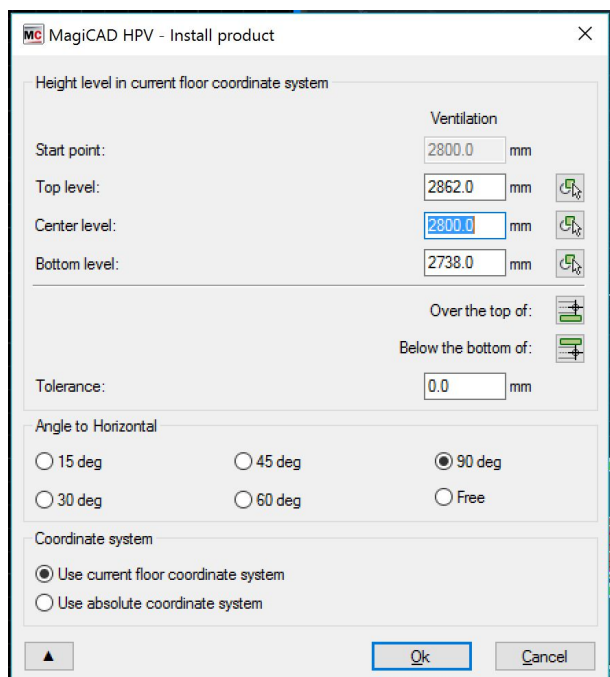 MC MagiCAD HPV - Install product
Height level in current floor coordinate system
Ventilation
Start point: 2800.0 mm
Top level: 2862.0 mm
Center level: 2800.0 mm
Bottom level: 2738.0 mm
Over the top of:
Below the bottom of:
Tolerance: 0.0 mm
Angle to Horizontal
15 deg 45 deg 90 deg
30 deg 60 deg Free
Coordinate system
Use current floor coordinate system
Use absolute coordinate system
Ok Cancel